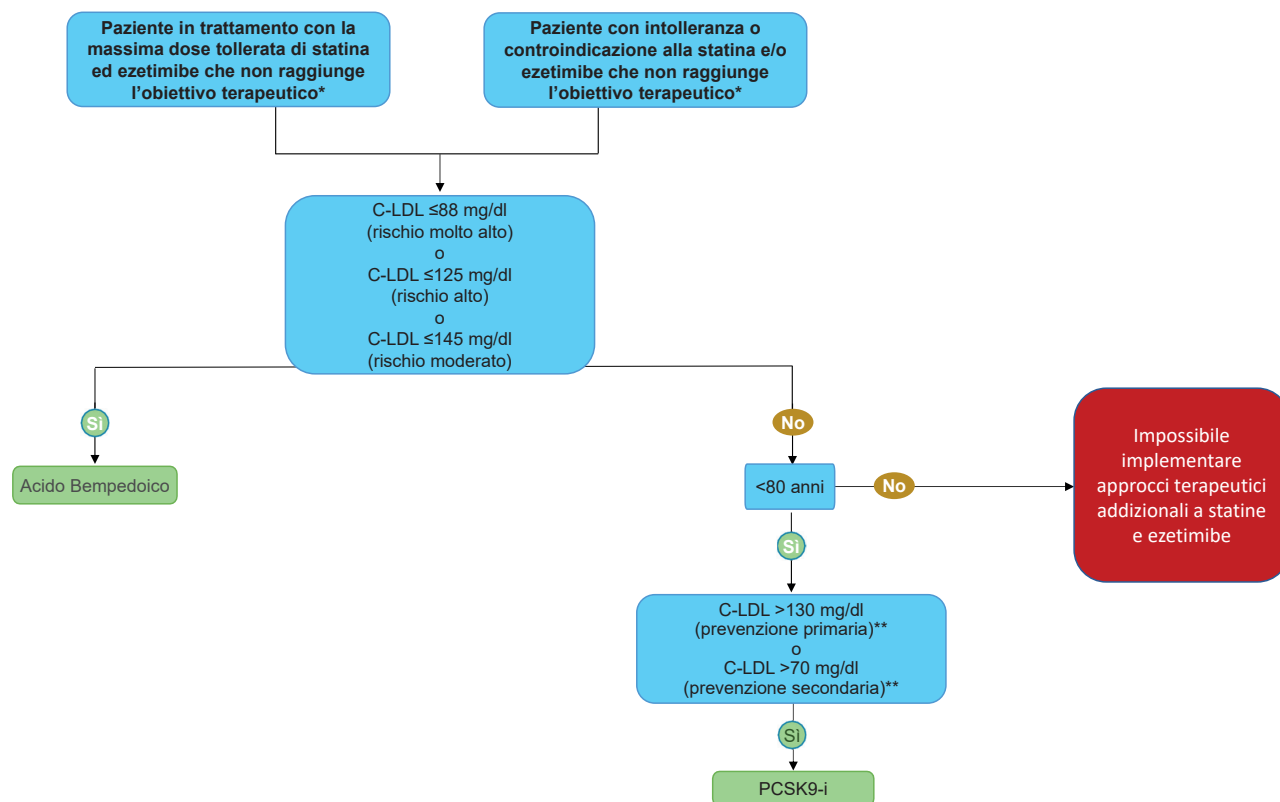 Paziente in trattamento con la
massima dose tollerata di statina
ed ezetimibe che non raggiunge
l’obiettivo terapeutico*
Paziente con intolleranza o
controindicazione alla statina e/o
ezetimibe che non raggiunge
l’obiettivo terapeutico*
C-LDL ≤88 mg/dl
(rischio molto alto)
o
C-LDL ≤125 mg/dl
(rischio alto)
o
C-LDL ≤145 mg/dl
(rischio moderato)
Sì
No
Acido Bempedoico
<80 anni
No
Impossibile
implementare
approcci terapeutici
addizionali a statine
e ezetimibe
Sì
C-LDL >130 mg/dl
(prevenzione primaria)**
o
C-LDL >70 mg/dl
(prevenzione secondaria)**
Sì
PCSK9-i